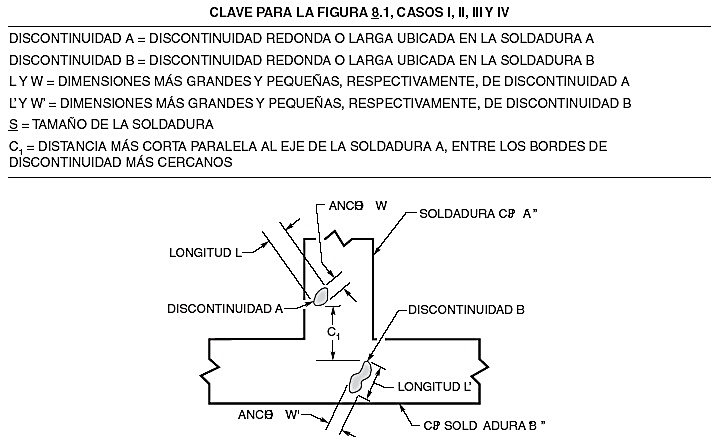 CLAVE PARA LA FIGURA 8.1, CASOS I, II, III Y IV
DISCONTINUIDAD A = DISCONTINUIDAD REDONDA O LARGA UBICADA EN LA SOLDADURA A
DISCONTINUIDAD B = DISCONTINUIDAD REDONDA O LARGA UBICADA EN LA SOLDADURA B
L Y W = DIMENSIONES MÁS GRANDES Y PEQUEÑAS, RESPECTIVAMENTE, DE DISCONTINUIDAD A
L' Y W' = DIMENSIONES MÁS GRANDES Y PEQUEÑAS, RESPECTIVAMENTE, DE DISCONTINUIDAD B
S = TAMAÑO DE LA SOLDADURA
C1 = DISTANCIA MÁS CORTA PARALELA AL EJE DE LA SOLDADURA A, ENTRE LOS BORDES DE
DISCONTINUIDAD MÁS CERCANOS
W
SOLDADURA A"
LONGITUD L
DISCONTINUIDAD A
DISCONTINUIDAD B
C1
LONGITUD L'
W'
SOLD ADURA B"